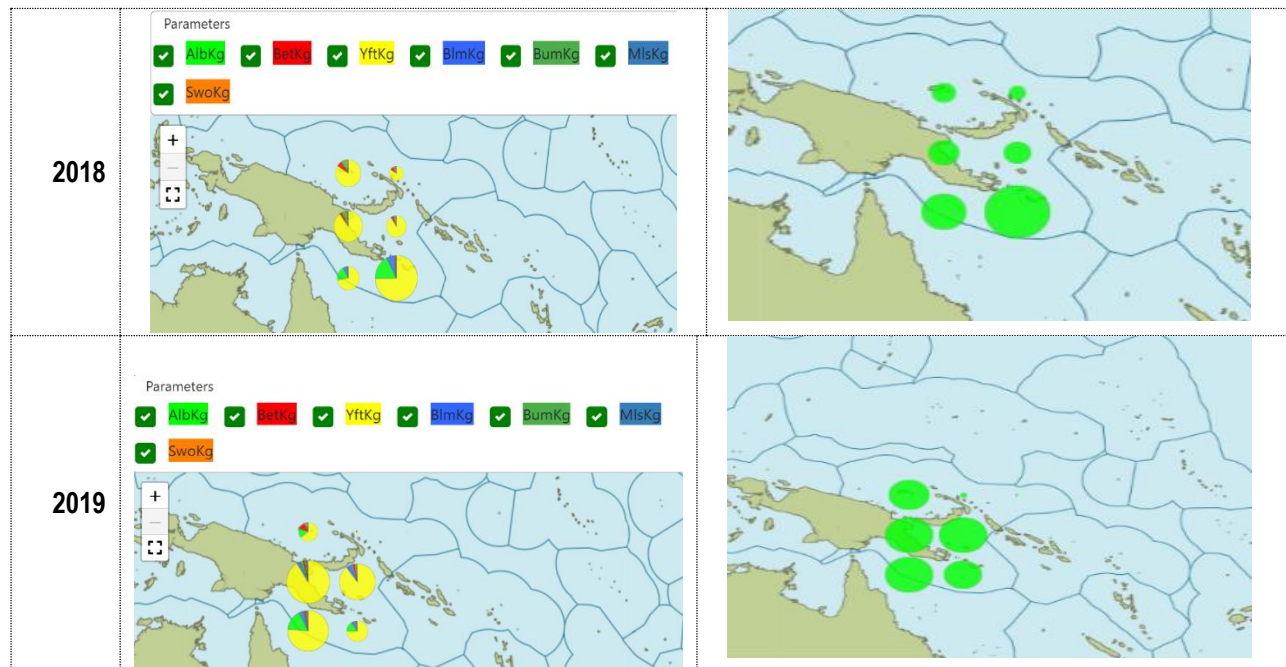 2018
Parameters
AlbKg BetKg YftKg BlmKg BumKg MlsKg
SwoKg
+
−
2019
Parameters
AlbKg BetKg YftKg BlmKg BumKg MlsKg
SwoKg
+
−